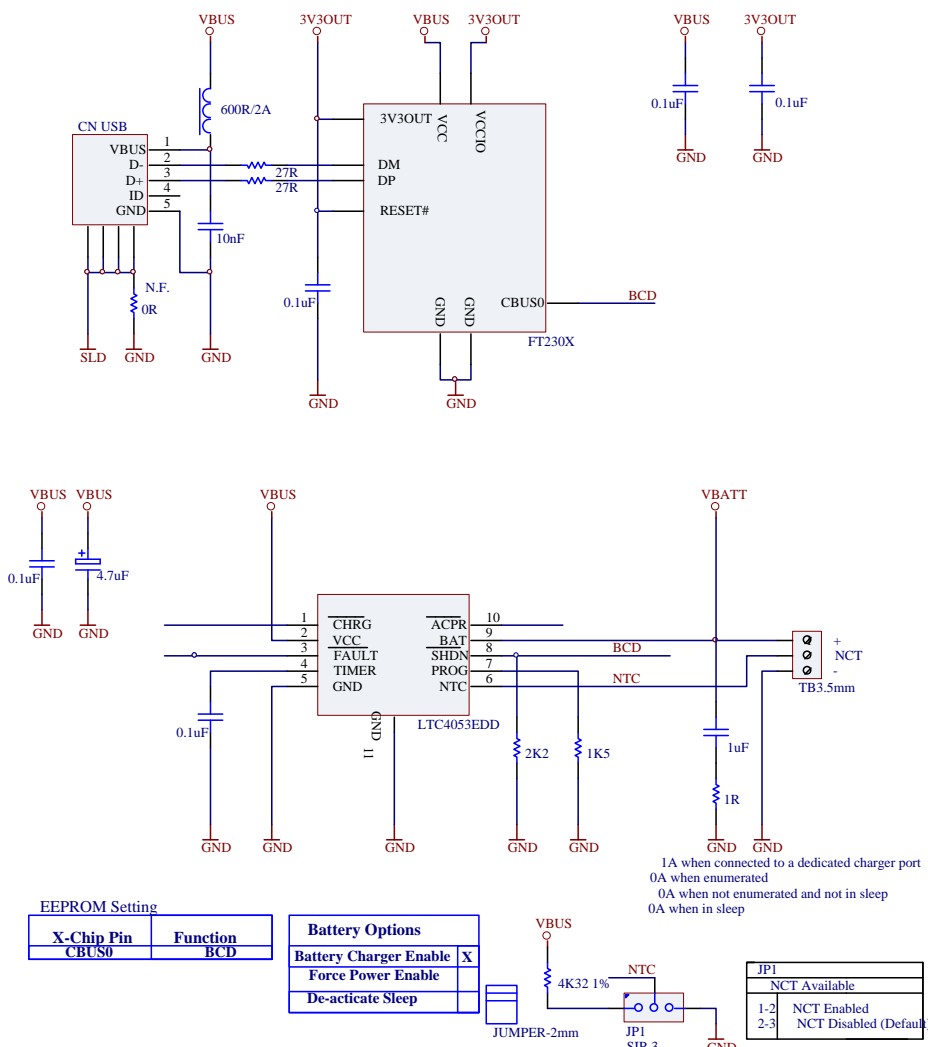 VBUS
3V3OUT
VBUS
3V3OUT
VBUS
3V3OUT
600R/2A
0.1uF
0.1uF
GND
GND
CN USB
VBUS 1
D- 2
D+ 3
ID 4
GND 5
27R
27R
10nF
N.F.
0R
0.1uF
SLD
GND
GND
GND
3V3OUT
VCC
VCCIO
DM
DP
RESET#
CBUS0
BCD
GND
GND
FT230X
GND
VBUS
VBUS
VBUS
VBATT
0.1uF
4.7uF
GND
GND
1 CHRG
2 VCC
3 FAULT
4 TIMER
5 GND
ACPR 10
BAT 9
SHDN 8
PROG 7
NTC 6
GND 11
LTC4053EDD
BCD
NTC
+
NCT
-
TB3.5mm
0.1uF
2K2
1K5
1uF
1R
GND
GND
GND
GND
GND
GND
GND
1A when connected to a dedicated charger port
0A when enumerated
0A when not enumerated and not in sleep
0A when in sleep
EEPROM Setting
X-Chip Pin Function
CBUS0 BCD
Battery Options
Battery Charger Enable X
Force Power Enable
De-acticate Sleep
JUMPER-2mm
VBUS
4K32 1%
NTC
JP1
SIP-3
GND
JP1
NCT Available
1-2 NCT Enabled
2-3 NCT Disabled (Default)